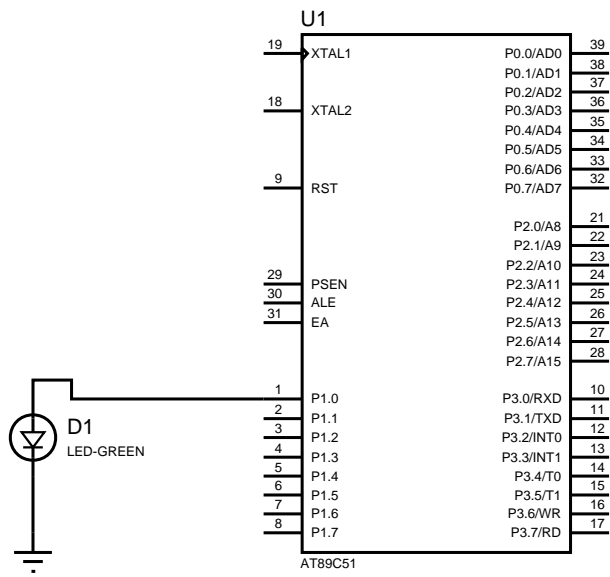 U1
19 XTAL1 P0.0/AD0 39
P0.1/AD1 38
P0.2/AD2 37
18 XTAL2 P0.3/AD3 36
P0.4/AD4 35
P0.5/AD5 34
P0.6/AD6 33
9 RST P0.7/AD7 32
P2.0/A8 21
P2.1/A9 22
P2.2/A10 23
29 PSEN P2.3/A11 24
30 ALE P2.4/A12 25
31 EA P2.5/A13 26
P2.6/A14 27
P2.7/A15 28
1 P1.0 P3.0/RXD 10
2 P1.1 P3.1/TXD 11
D1
3 P1.2 P3.2/INT0 12
LED-GREEN
4 P1.3 P3.3/INT1 13
5 P1.4 P3.4/T0 14
6 P1.5 P3.5/T1 15
7 P1.6 P3.6/WR 16
8 P1.7 P3.7/RD 17
AT89C51